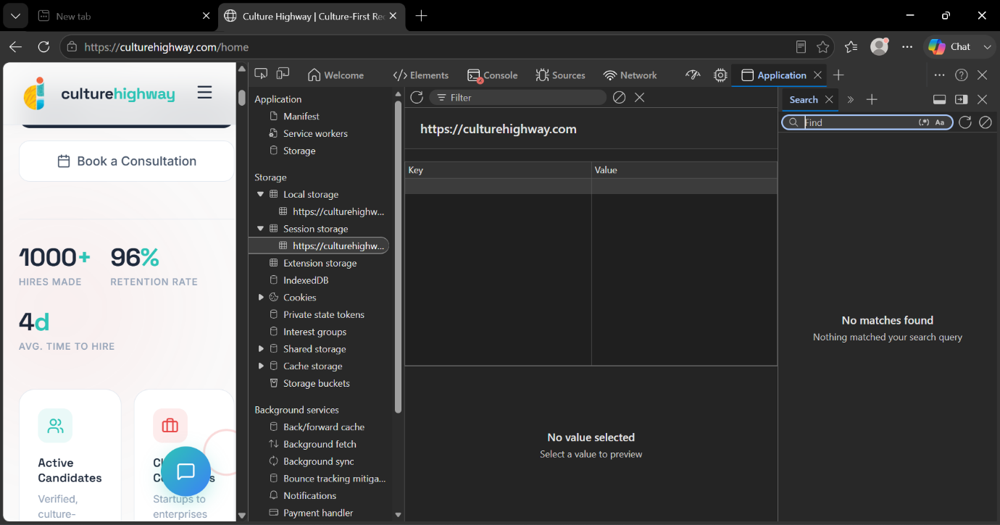 New tab
Culture Highway | Culture-First Re
https://culturehighway.com/home
Chat
culturehighway
Book a Consultation
1000+
HIRES MADE
96%
RETENTION RATE
4d
AVG. TIME TO HIRE
Active
Candidates
Verified,
culture-
Startups to
enterprises
Welcome
Elements
Console
Sources
Network
Application
Application
Manifest
Service workers
Storage
Storage
Local storage
https://culturehighw...
Session storage
https://culturehighw...
Extension storage
IndexedDB
Cookies
Private state tokens
Interest groups
Shared storage
Cache storage
Storage buckets
Background services
Back/forward cache
Background fetch
Background sync
Bounce tracking mitiga...
Notifications
Payment handler
Filter
https://culturehighway.com
Key
Value
No value selected
Select a value to preview
Search
Find
(.*)
Aa
No matches found
Nothing matched your search query